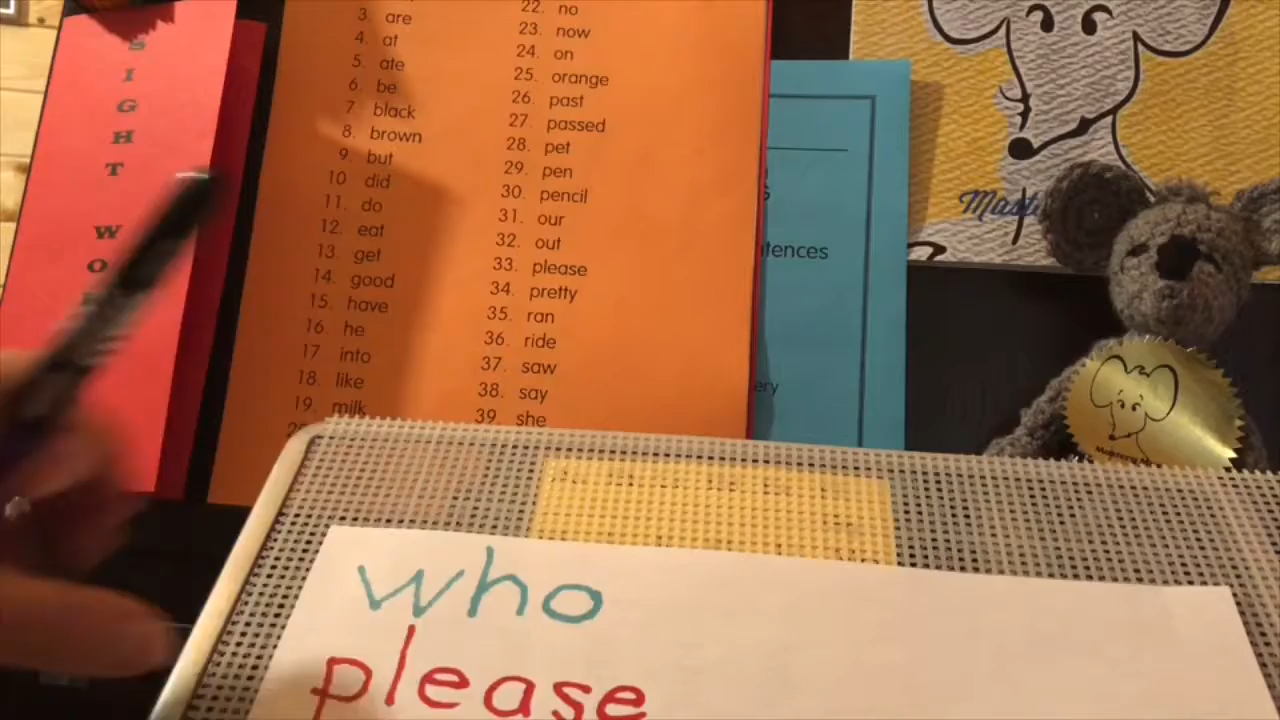 SIGHT
3. are
4. at
5. ate
6. be
7. black
8. brown
9. but
10 did
11. do
12. eat
13. get
14. good
15. have
16 he
17 into
18. like
19. milk
22. no
23. now
24. on
25. orange
26. past
27. passed
28. pet
29. pen
30. pencil
31. our
32. out
33. please
34. pretty
35. ran
36. ride
37. saw
38. say
39. she
who
please